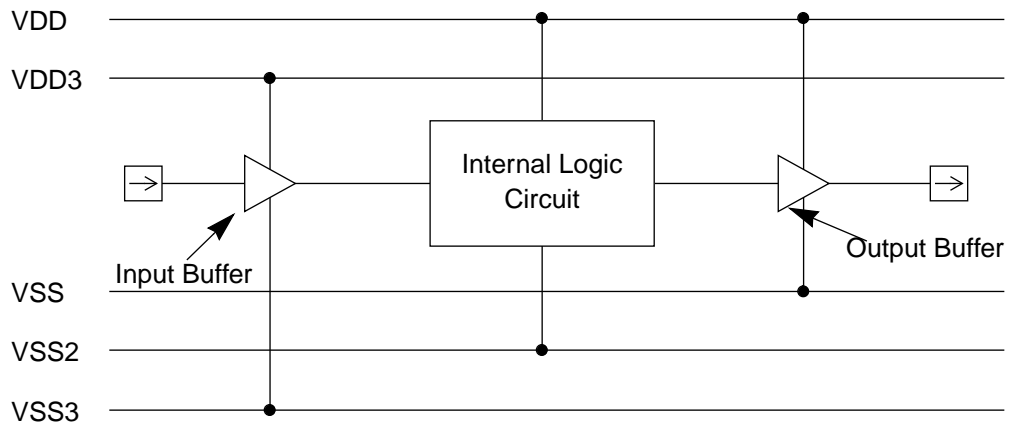 VDD
VDD3
Internal Logic
Circuit
Output Buffer
Input Buffer
VSS
VSS2
VSS3